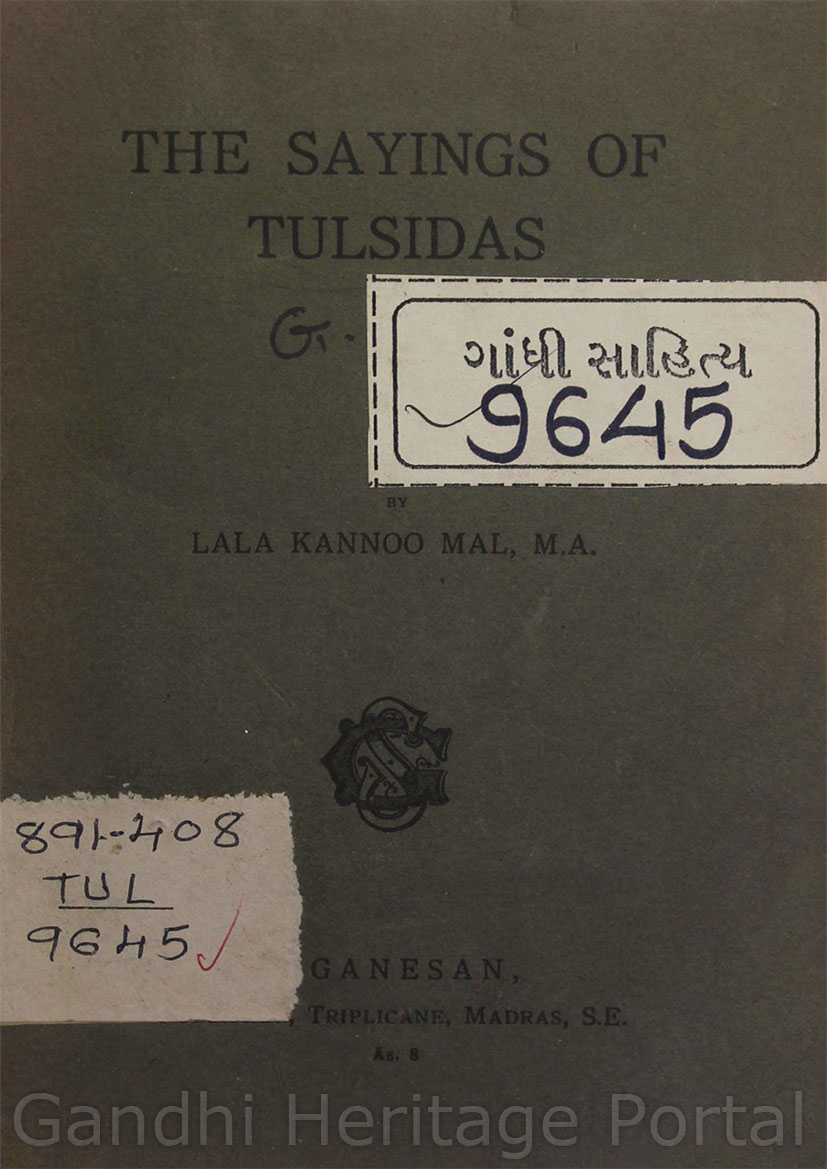 THE SAYINGS OF
TULSIDAS
G.
ગાંધી સાહિત્ય
9645
BY
LALA KANNOO MAL, M.A.
891-408
TUL
9645
GANESAN,
, TRIPLICANE, MADRAS, S.E.
As. 8
Gandhi Heritage Portal